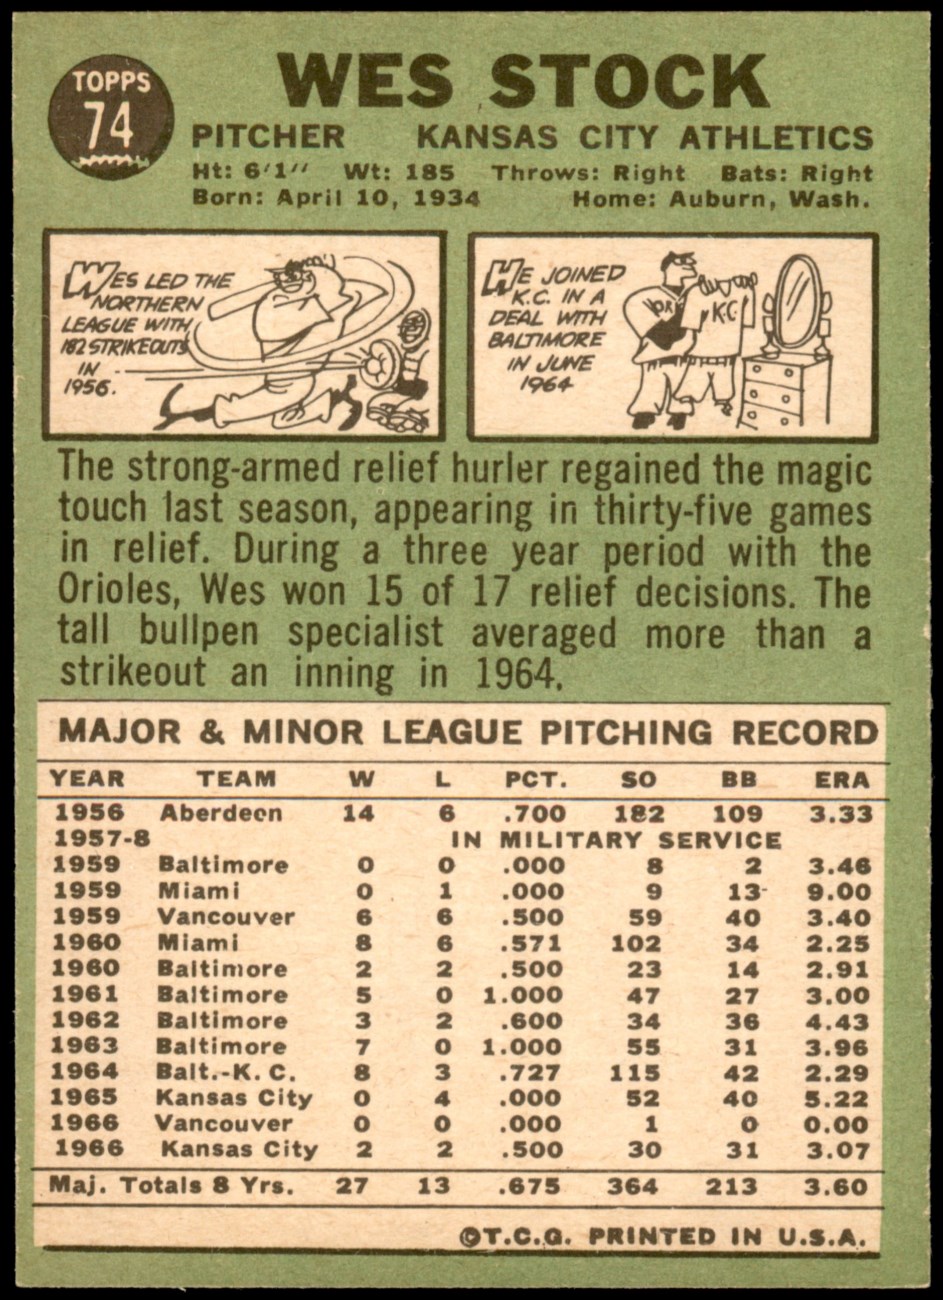 TOPPS
74
WES STOCK
PITCHER KANSAS CITY ATHLETICS
Ht: 6'1" Wt: 185 Throws: Right Bats: Right
Born: April 10, 1934 Home: Auburn, Wash.
WES LED THE
NORTHERN
LEAGUE WITH
182 STRIKEOUTS
IN
1956.
HE JOINED
K.C. IN A
DEAL WITH
BALTIMORE
IN JUNE
1964
K.C.
The strong-armed relief hurler regained the magic
touch last season, appearing in thirty-five games
in relief. During a three year period with the
Orioles, Wes won 15 of 17 relief decisions. The
tall bullpen specialist averaged more than a
strikeout an inning in 1964.
MAJOR & MINOR LEAGUE PITCHING RECORD
YEAR TEAM W L PCT. SO BB ERA
1956 Aberdeen 14 6 .700 182 109 3.33
1957-8 IN MILITARY SERVICE
1959 Baltimore 0 0 .000 8 2 3.46
1959 Miami 0 1 .000 9 13 9.00
1959 Vancouver 6 6 .500 59 40 3.40
1960 Miami 8 6 .571 102 34 2.25
1960 Baltimore 2 2 .500 23 14 2.91
1961 Baltimore 5 0 1.000 47 27 3.00
1962 Baltimore 3 2 .600 34 36 4.43
1963 Baltimore 7 0 1.000 55 31 3.96
1964 Balt.-K.C. 8 3 .727 115 42 2.29
1965 Kansas City 0 4 .000 52 40 5.22
1966 Vancouver 0 0 .000 1 0 0.00
1966 Kansas City 2 2 .500 30 31 3.07
Maj. Totals 8 Yrs. 27 13 .675 364 213 3.60
©T.C.G. PRINTED IN U.S.A.